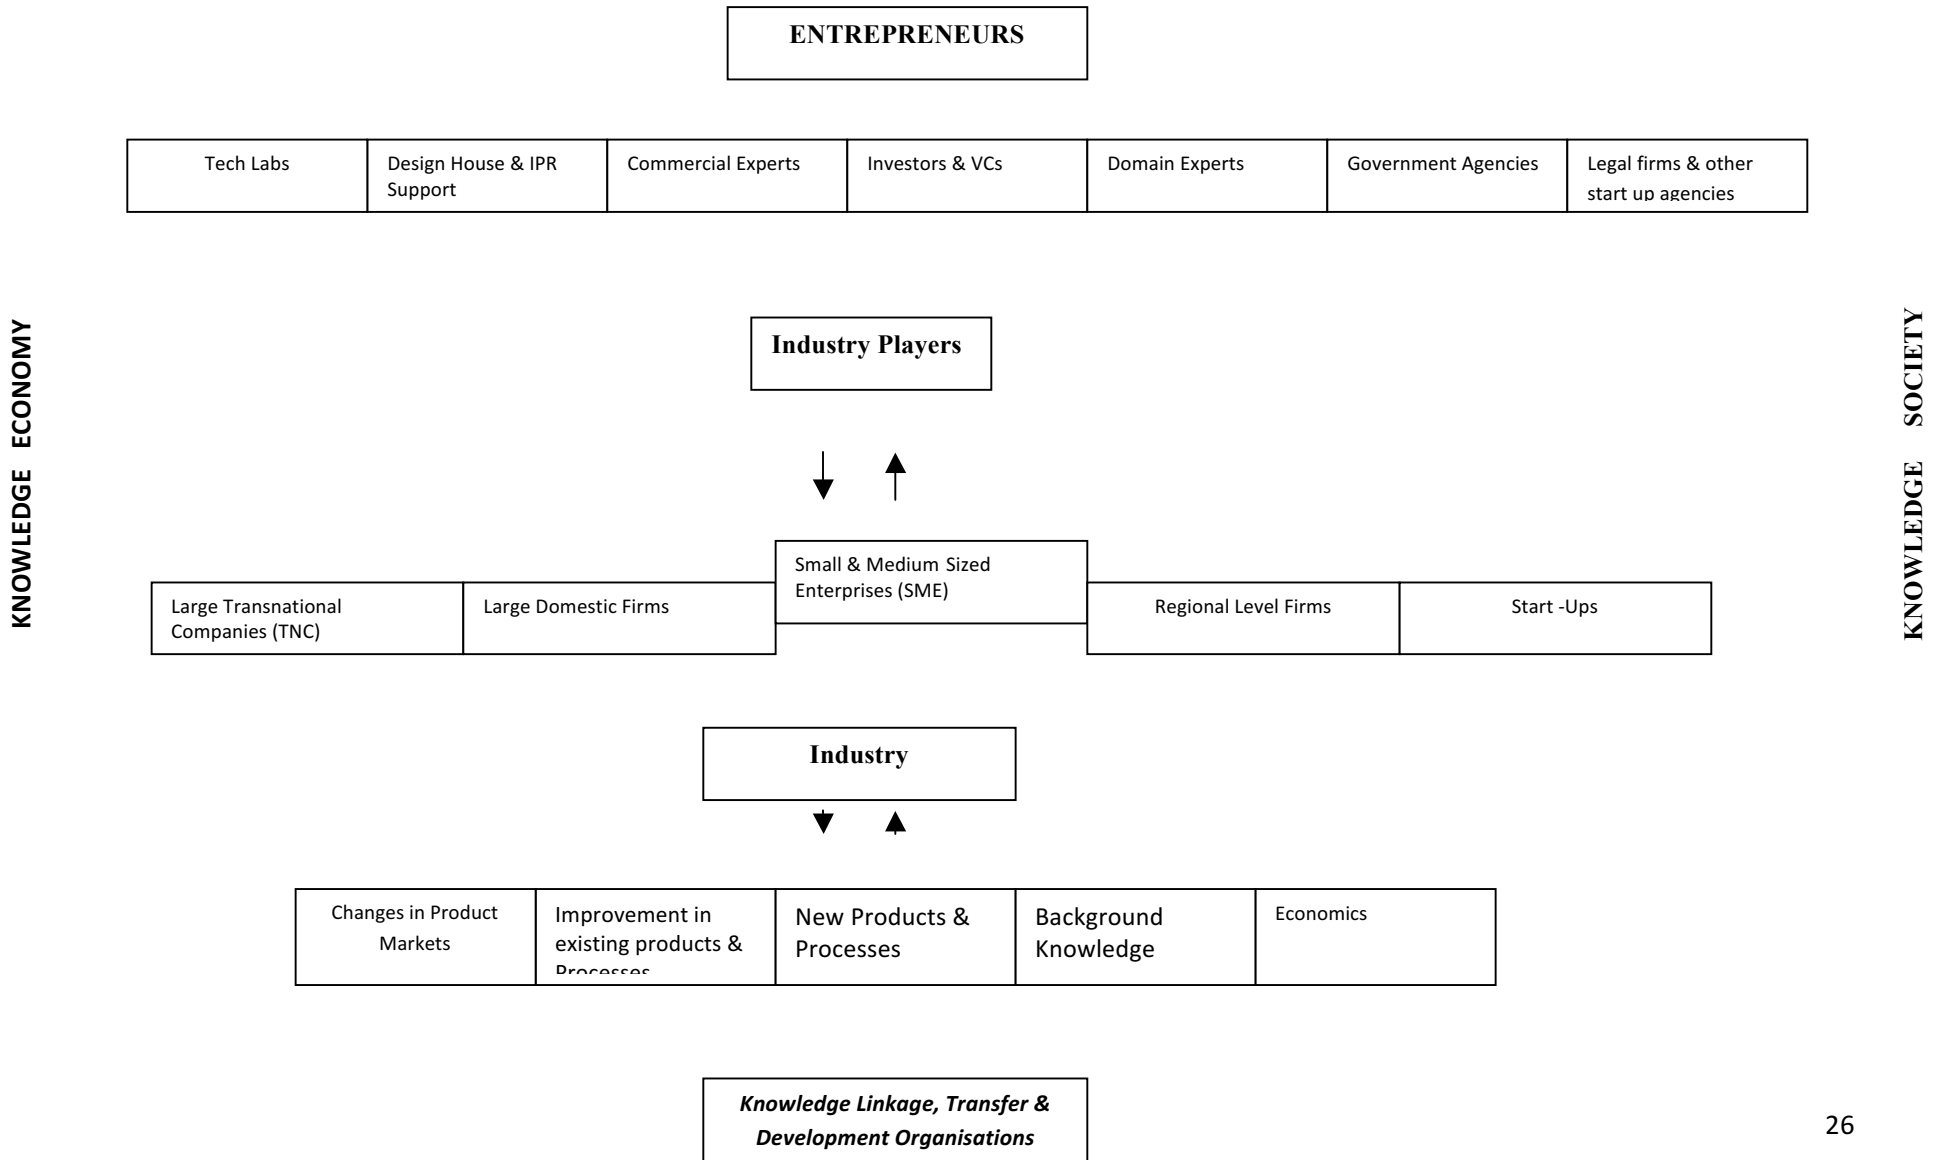 ENTREPRENEURS
Tech Labs
Design House & IPR
Support
Commercial Experts
Investors & VCs
Domain Experts
Government Agencies
Legal firms & other
start up agencies
KNOWLEDGE ECONOMY
KNOWLEDGE SOCIETY
Industry Players
Small & Medium Sized
Enterprises (SME)
Large Transnational
Companies (TNC)
Large Domestic Firms
Regional Level Firms
Start -Ups
Industry
Changes in Product
Markets
Improvement in
existing products &
Processes
New Products &
Processes
Background
Knowledge
Economics
Knowledge Linkage, Transfer &
Development Organisations
26